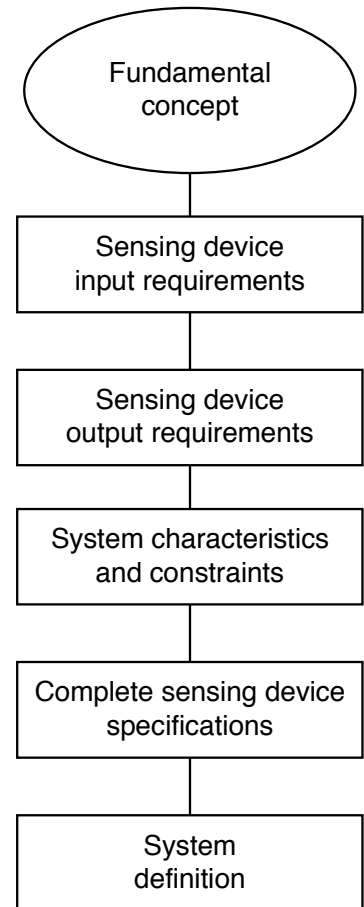 Fundamental
concept
Sensing device
input requirements
Sensing device
output requirements
System characteristics
and constraints
Complete sensing device
specifications
System
definition